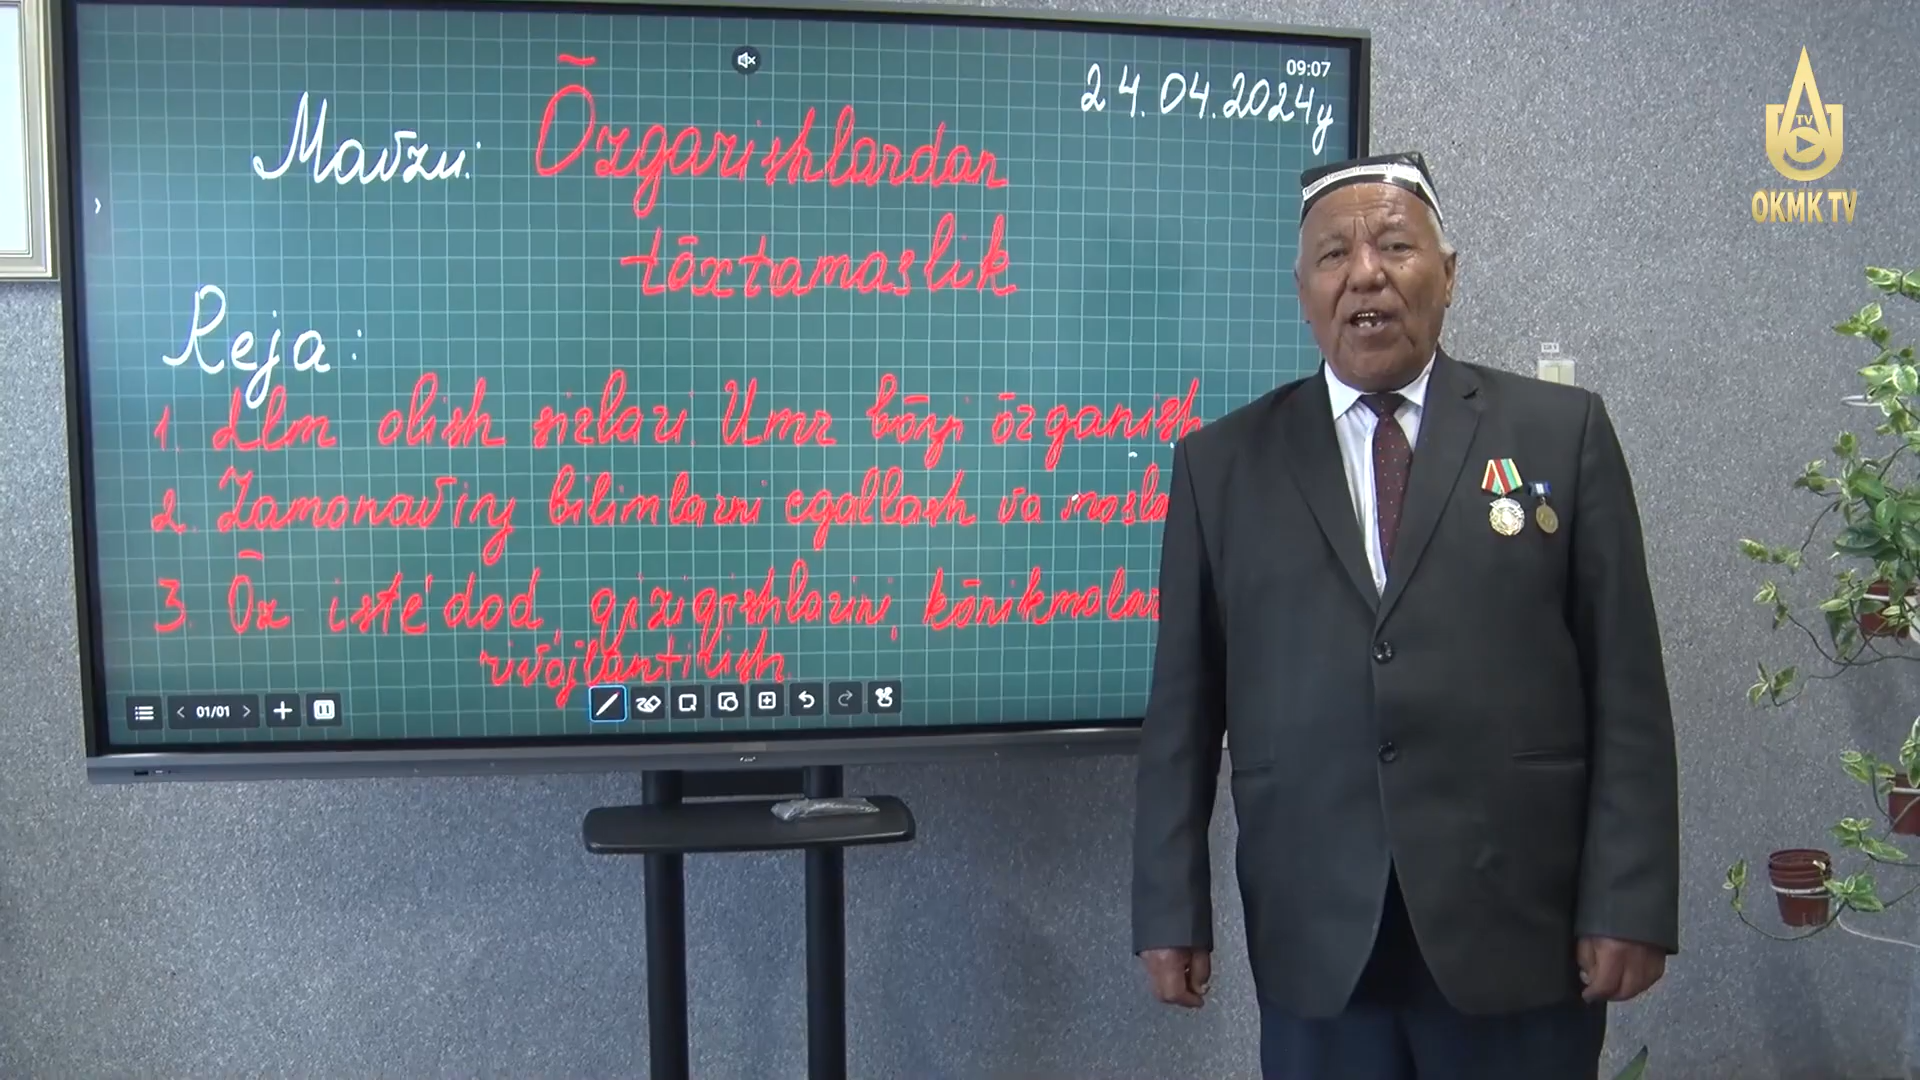 09:07
24.04.2024y
Mavzu: Ōzgarishlardan
tōxtamaslik
Reja:
1. Ilm olish sirlari. Umr bōyi ōrganish
2. Zamonaviy bilimlarni egallash va mosla
3. Ōz iste'dod, qiziqishlarini, kōnikmalar
rivojlantirish.
01/01
TV
OKMK TV